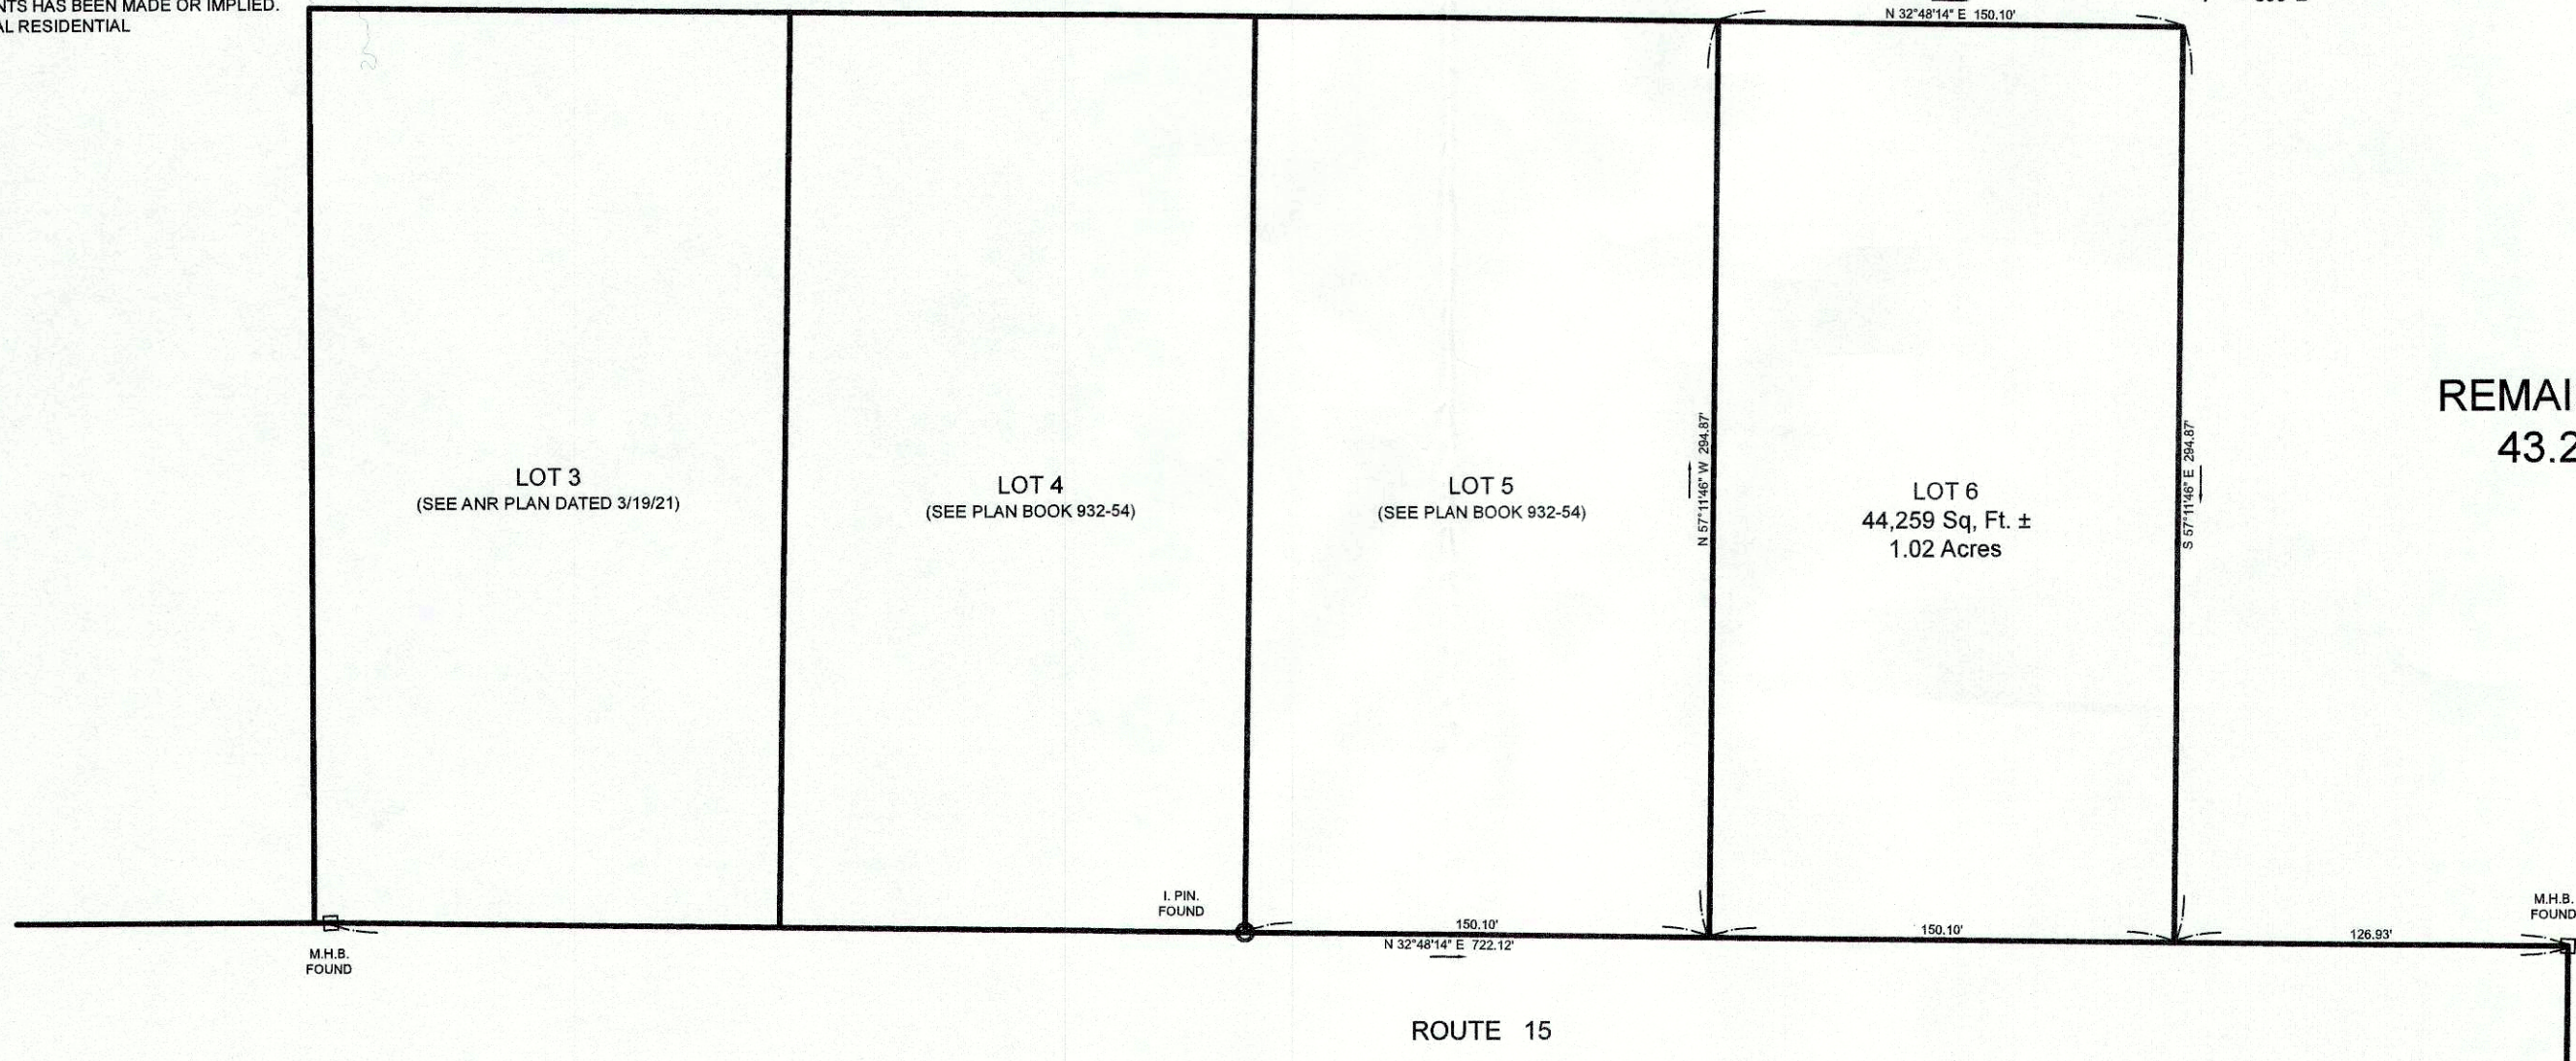 HAS BEEN MADE OR IMPLIED.
RESIDENTIAL
N 32°48'14" E 150.10'
LOT 3
(SEE ANR PLAN DATED 3/19/21)
LOT 4
(SEE PLAN BOOK 932-54)
LOT 5
(SEE PLAN BOOK 932-54)
N 57°11'46" W 294.87'
LOT 6
44,259 Sq, Ft. ±
1.02 Acres
S 57°11'46" E 294.87'
REMAI
43.2
I. PIN.
FOUND
M.H.B.
FOUND
150.10'
N 32°48'14" E 722.12'
150.10'
126.93'
M.H.B.
FOUND
ROUTE 15